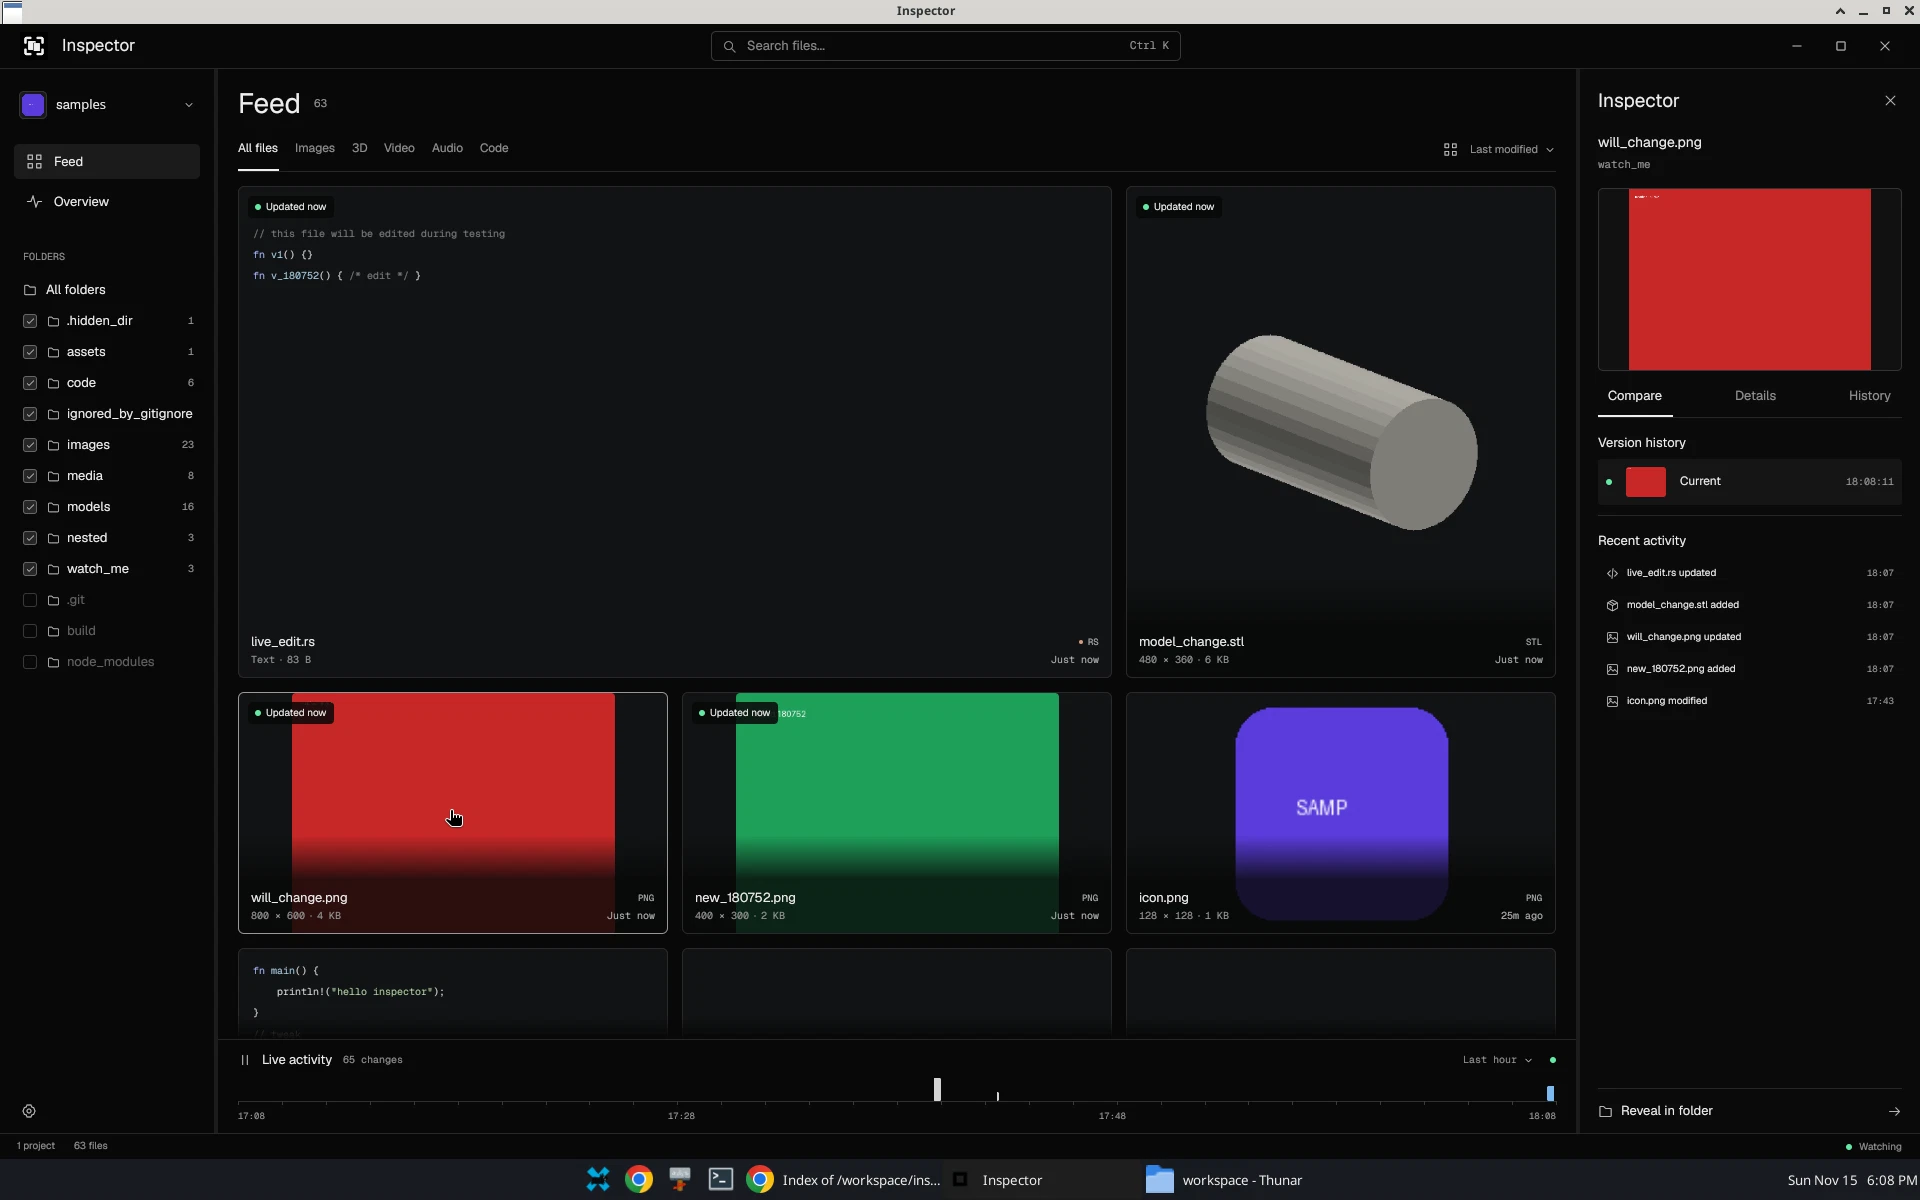 Inspector
Inspector
Search files...
Ctrl K
samples
Feed
Overview
FOLDERS
All folders
.hidden_dir 1
assets 1
code 6
ignored_by_gitignore
images 23
media 8
models 16
nested 3
watch_me 3
.git
build
node_modules
1 project 63 files
Feed 63
All files Images 3D Video Audio Code
Last modified
Updated now
// this file will be edited during testing
fn v1() {}
fn v_180752() { /* edit */ }
live_edit.rs RS
Text · 83 B Just now
Updated now
model_change.stl STL
480 × 360 · 6 KB Just now
Updated now
will_change.png PNG
800 × 600 · 4 KB Just now
Updated now
180752
new_180752.png PNG
400 × 300 · 2 KB Just now
SAMP
icon.png PNG
128 × 128 · 1 KB 25m ago
fn main() {
println!("hello inspector");
}
Live activity 65 changes
Last hour
17:08 17:28 17:48 18:08
Inspector
will_change.png
watch_me
Compare Details History
Version history
Current 18:08:11
Recent activity
live_edit.rs updated 18:07
model_change.stl added 18:07
will_change.png updated 18:07
new_180752.png added 18:07
icon.png modified 17:43
Reveal in folder
Watching
Index of /workspace/ins...
Inspector
workspace - Thunar
Sun Nov 15 6:08 PM